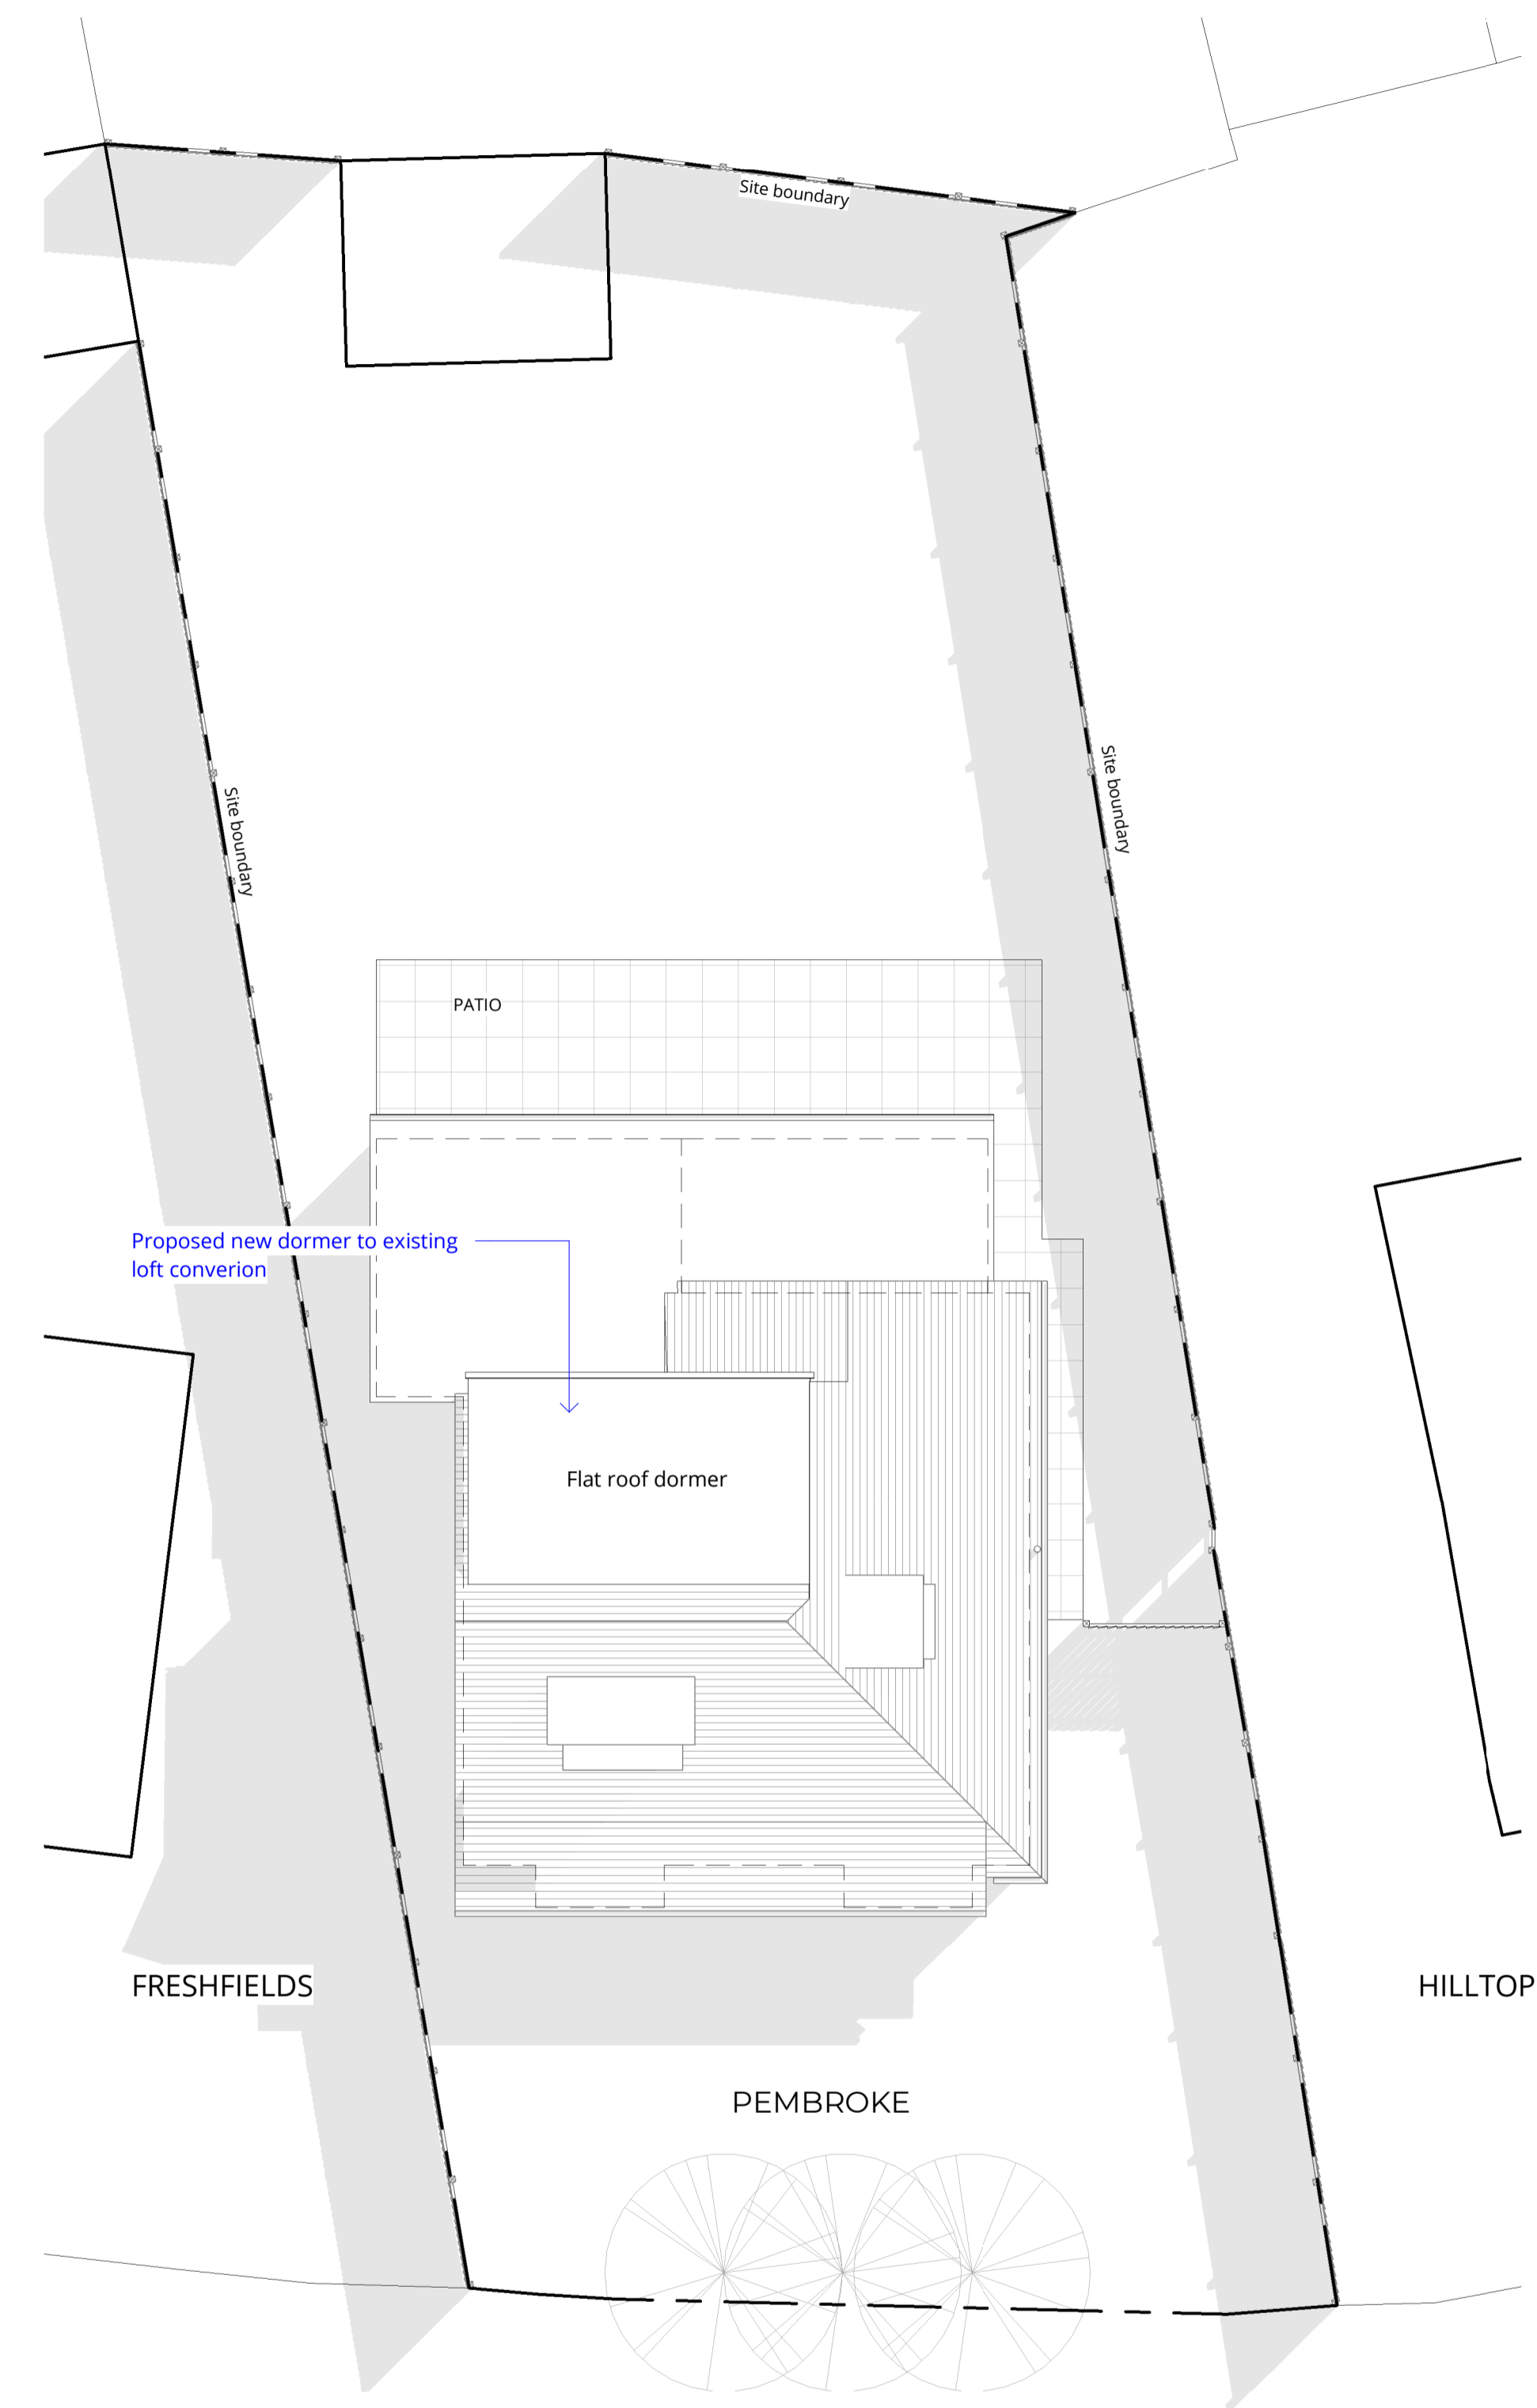 Site boundary
Site boundary
Site boundary
PATIO
Proposed new dormer to existing
loft converion
Flat roof dormer
FRESHFIELDS
HILLTOP
PEMBROKE